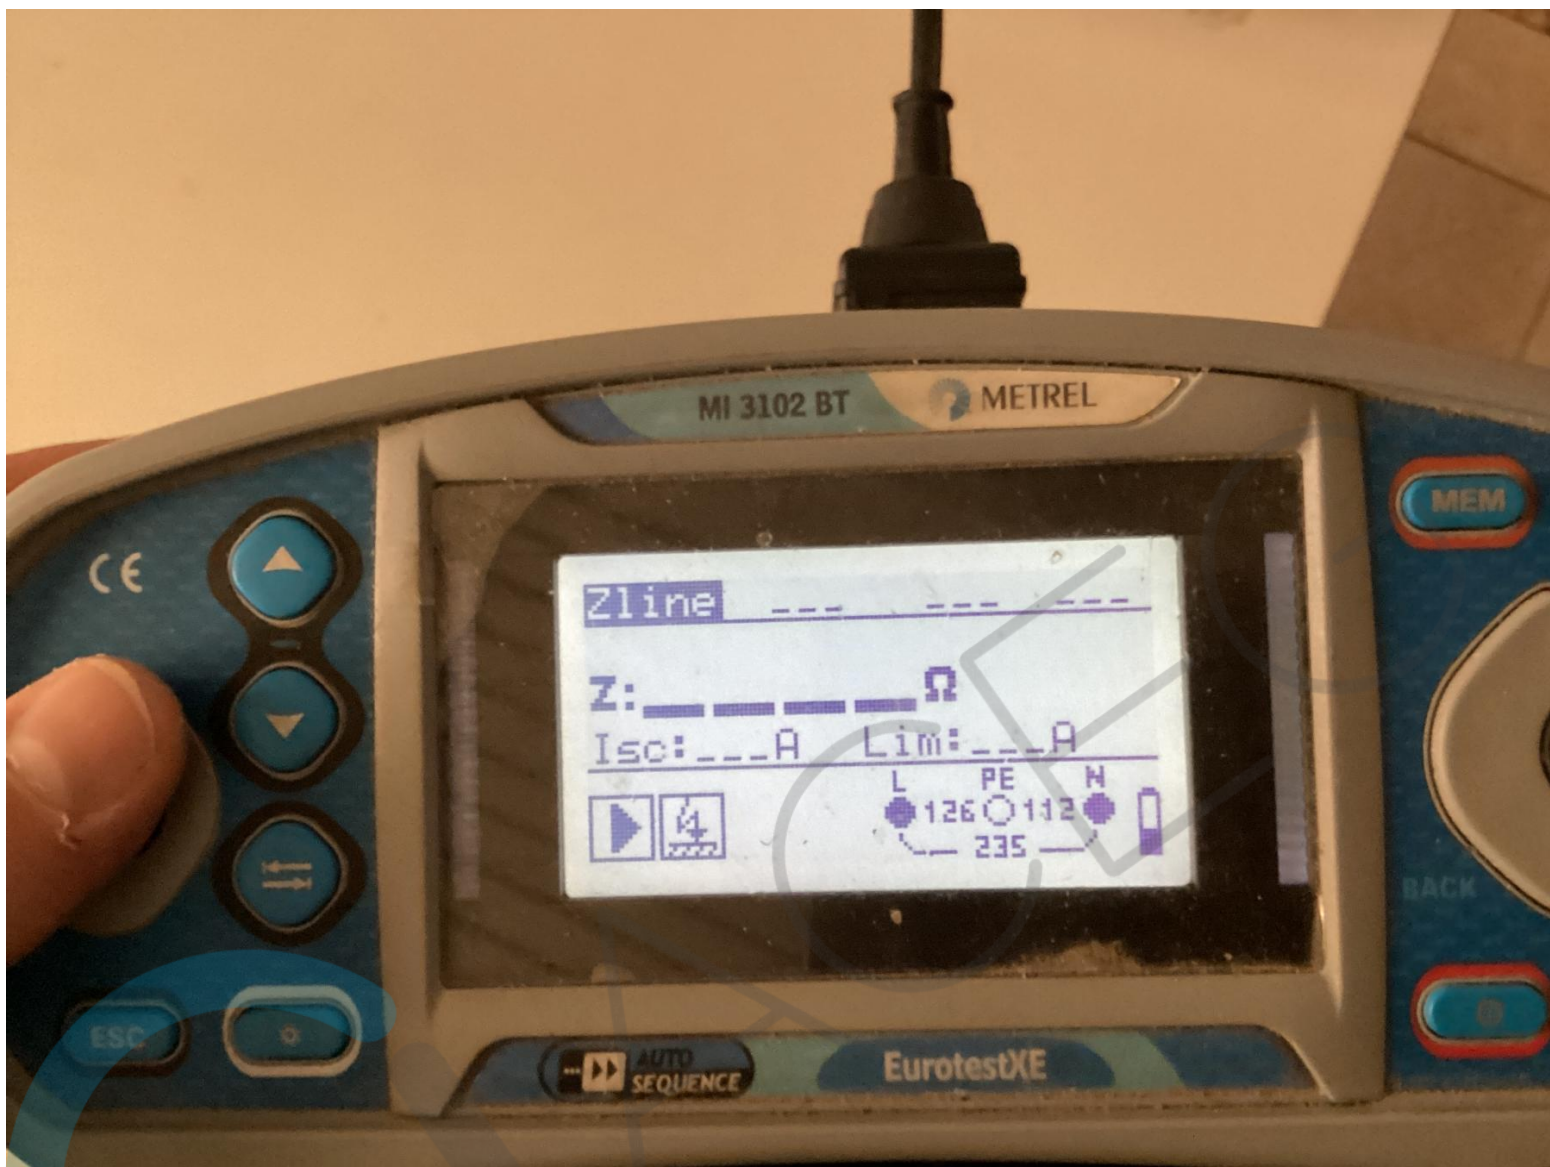 MI 3102 BT METREL
MEM
CE
Zline --- --- ---
Z:____Ω
Isc:___A Lim:___A
L PE N
126 112
235
BACK
ESC
AUTO
SEQUENCE
EurotestXE